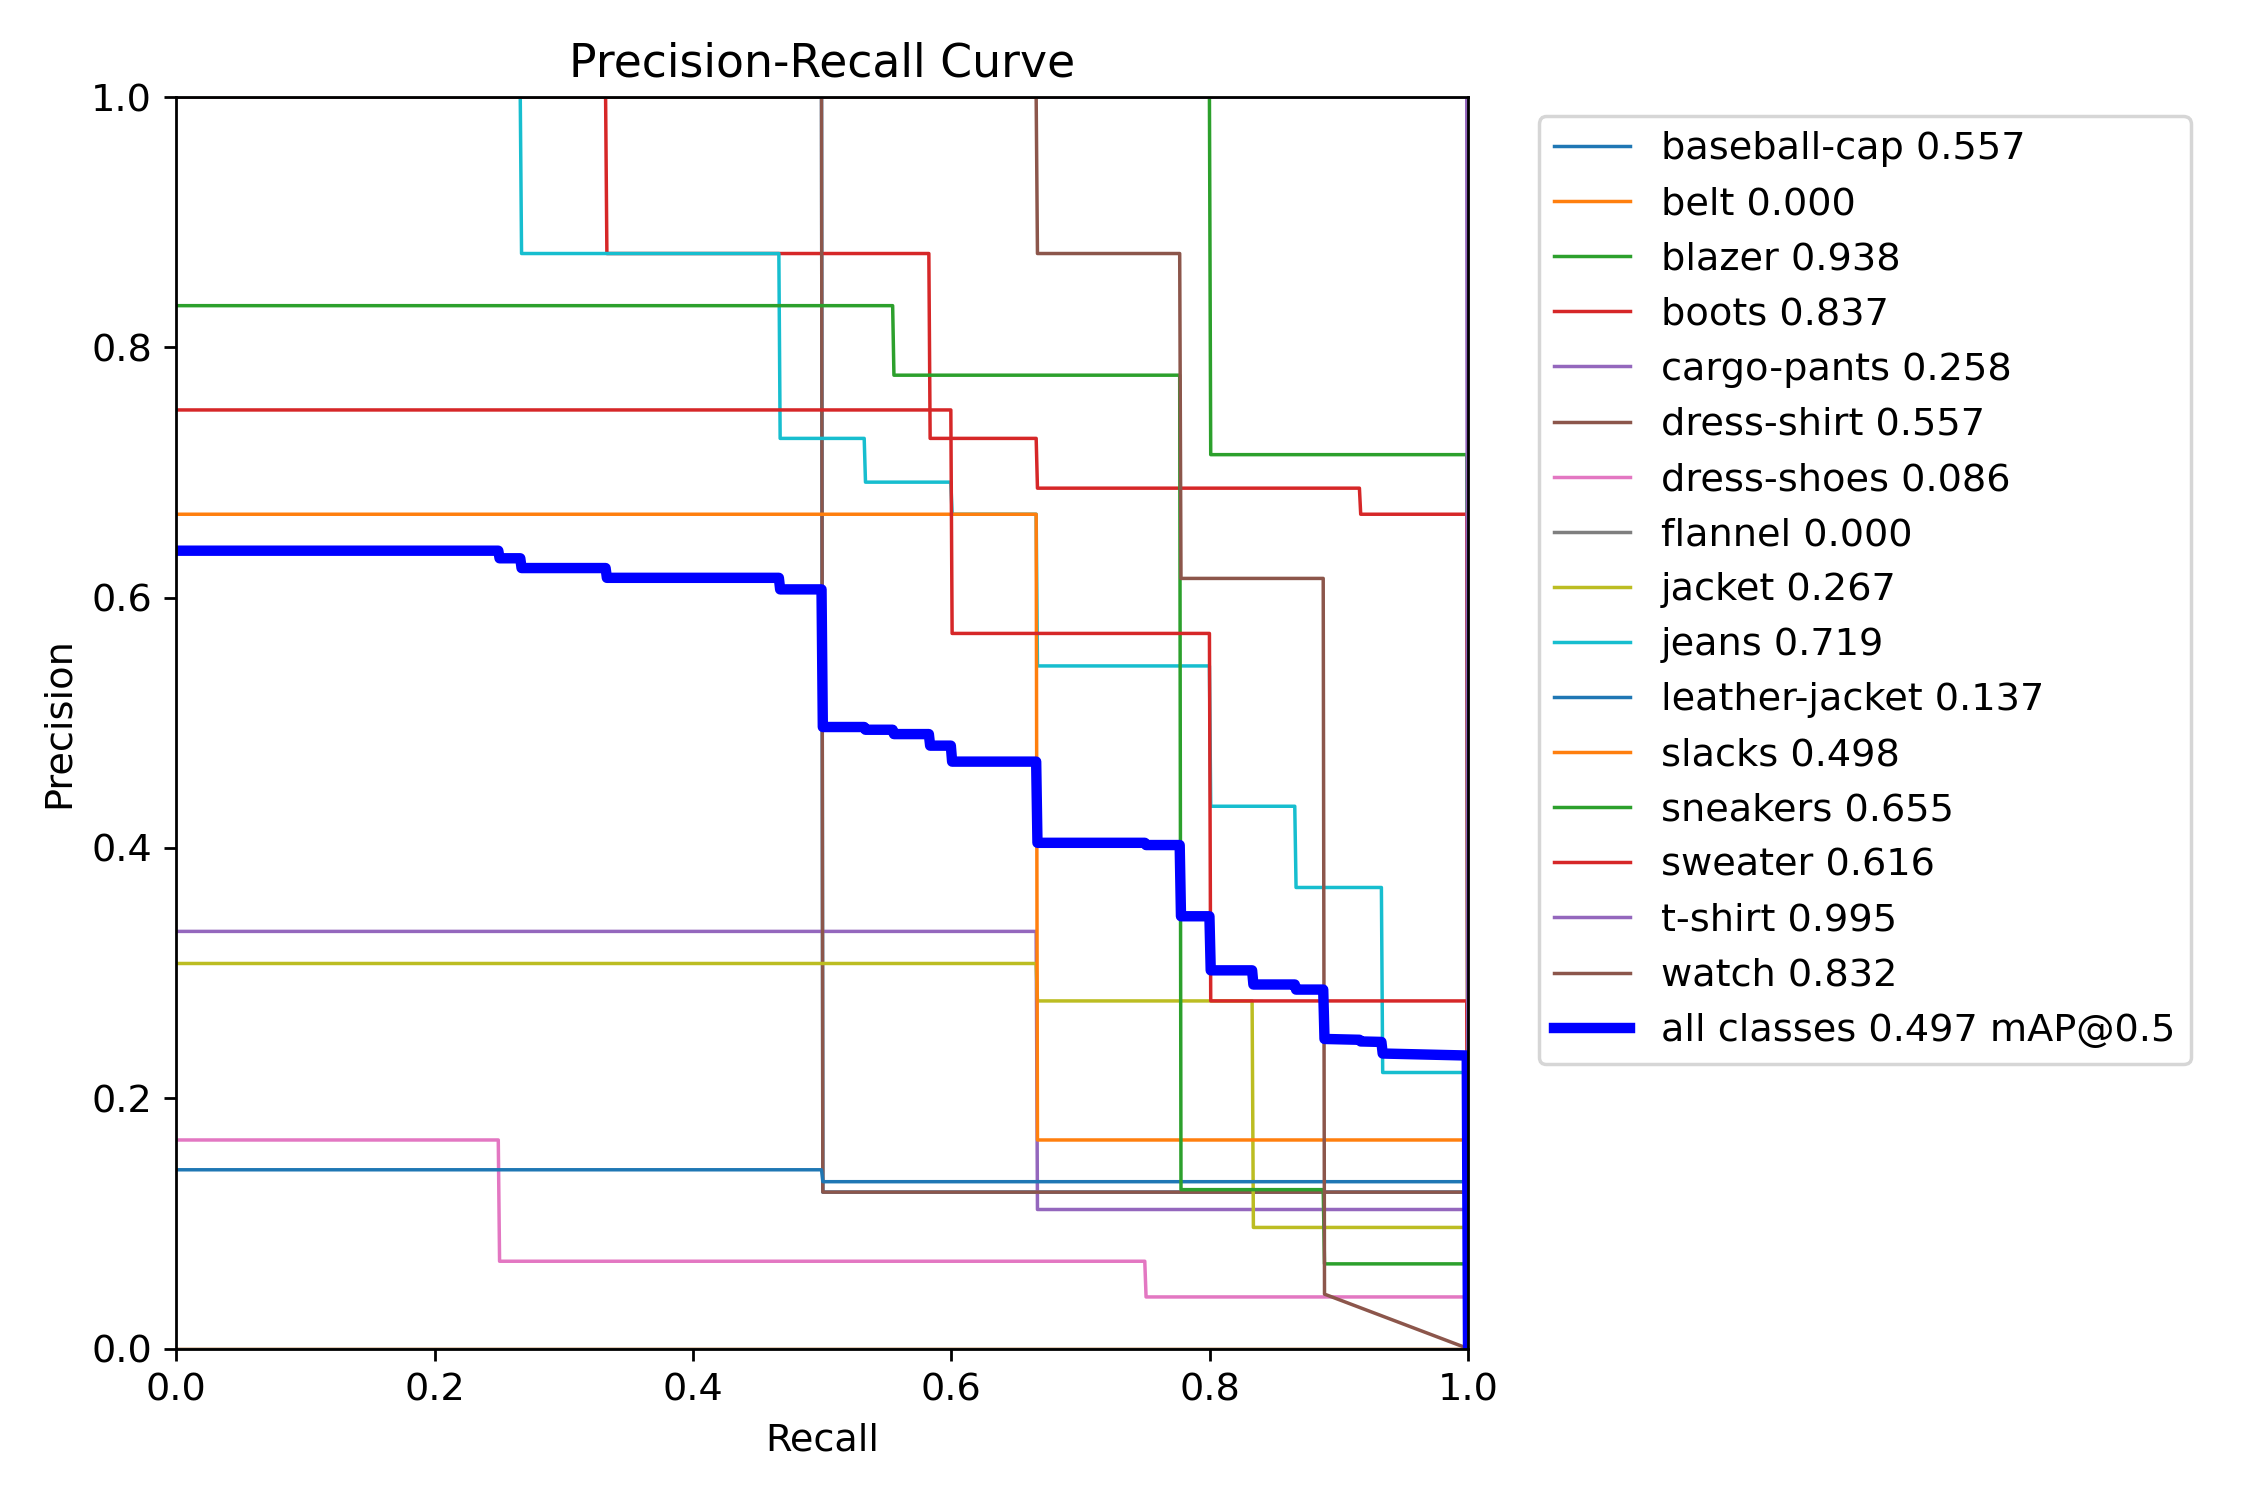 Precision-Recall Curve
1.0
0.8
0.6
0.4
0.2
0.0
Precision
0.0 0.2 0.4 0.6 0.8 1.0
Recall
baseball-cap 0.557
belt 0.000
blazer 0.938
boots 0.837
cargo-pants 0.258
dress-shirt 0.557
dress-shoes 0.086
flannel 0.000
jacket 0.267
jeans 0.719
leather-jacket 0.137
slacks 0.498
sneakers 0.655
sweater 0.616
t-shirt 0.995
watch 0.832
all classes 0.497 mAP@0.5